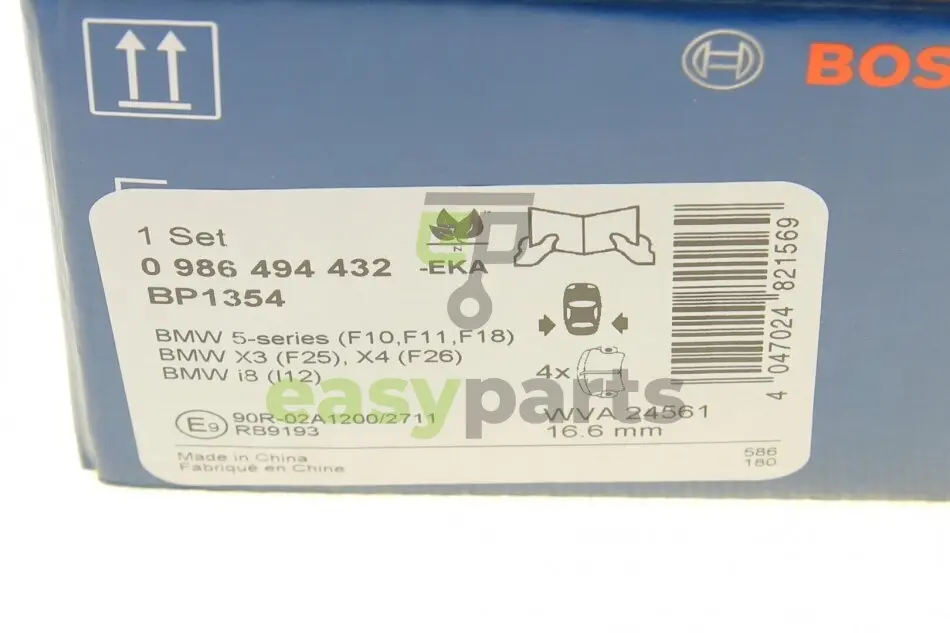 BOS
1 Set
0 986 494 432 -EKA
BP1354
BMW 5-series (F10,F11,F18)
BMW X3 (F25), X4 (F26)
BMW i8 (I12)
E9 90R-02A1200/2711
RB9193
Made in China
Fabriqué en Chine
4x
WVA 24561
16.6 mm
586
180
4 047024 821569
easyparts